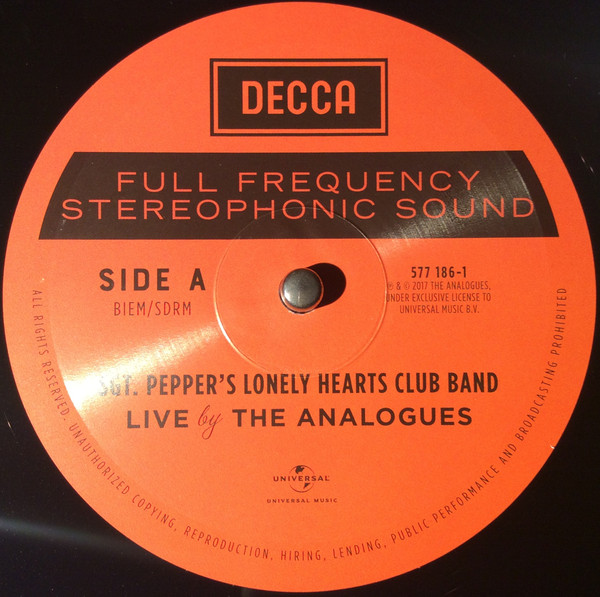 DECCA
FULL FREQUENCY
STEREOPHONIC SOUND
SIDE A
BIEM/SDRM
577 186-1
℗ & © 2017 THE ANALOGUES,
UNDER EXCLUSIVE LICENSE TO
UNIVERSAL MUSIC B.V.
SGT. PEPPER'S LONELY HEARTS CLUB BAND
LIVE by THE ANALOGUES
UNIVERSAL
UNIVERSAL MUSIC
ALL RIGHTS RESERVED. UNAUTHORIZED COPYING, REPRODUCTION, HIRING, LENDING, PUBLIC PERFORMANCE AND BROADCASTING PROHIBITED